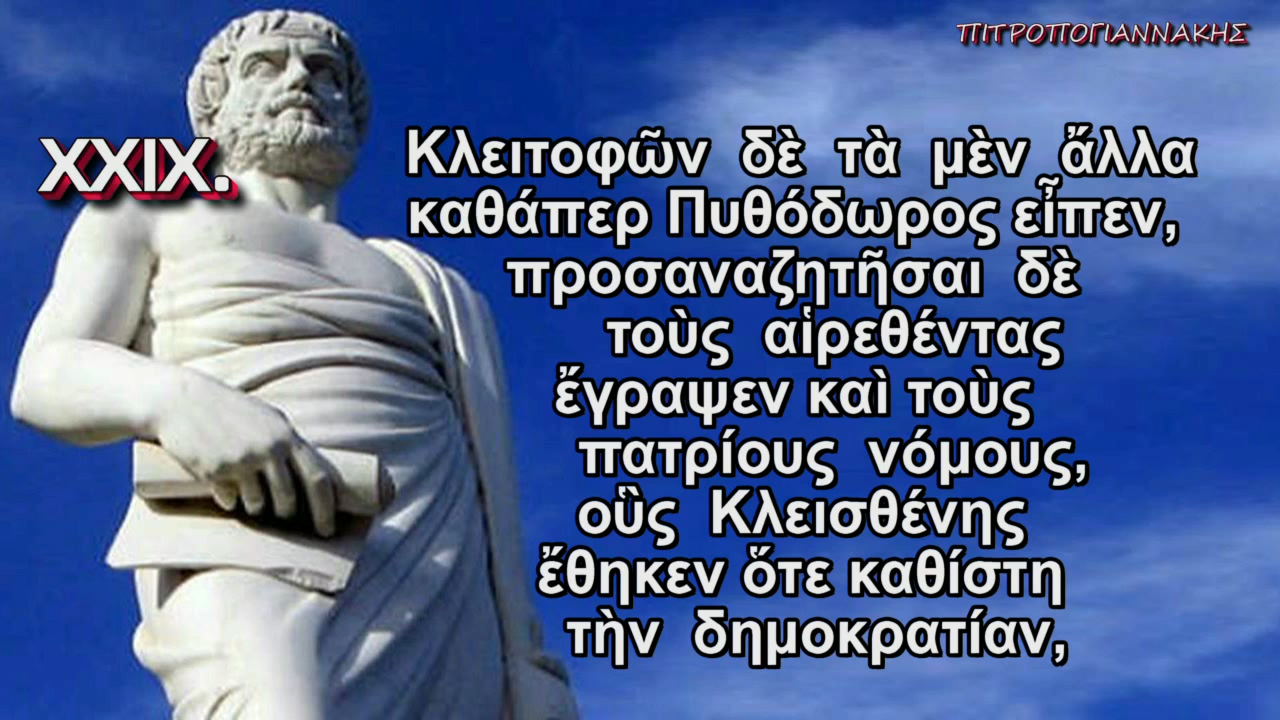 ΠΙΤΡΟΠΟΓΙΑΝΝΑΚΗΣ
XXIX.
Κλειτοφῶν δὲ τὰ μὲν ἄλλα
καθάπερ Πυθόδωρος εἶπεν,
προσαναζητῆσαι δὲ
τοὺς αἱρεθέντας
ἔγραψεν καὶ τοὺς
πατρίους νόμους,
οὓς Κλεισθένης
ἔθηκεν ὅτε καθίστη
τὴν δημοκρατίαν,